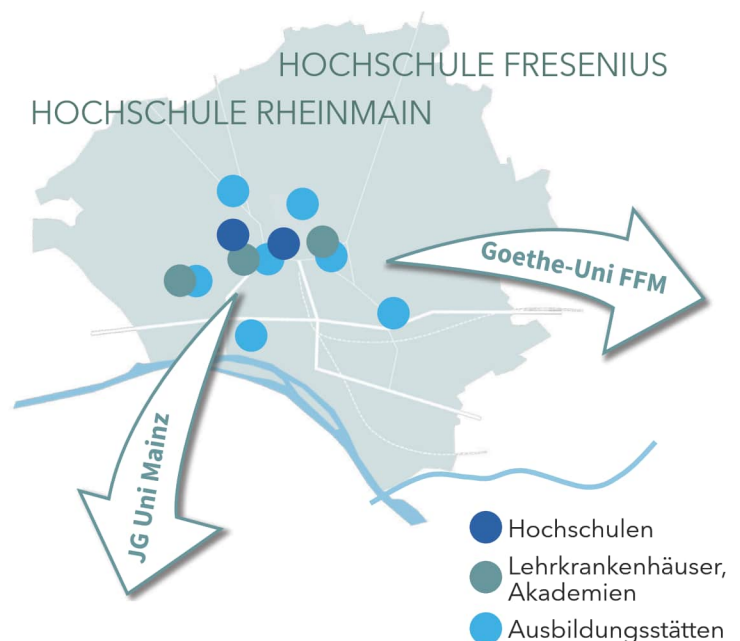 HOCHSCHULE FRESENIUS
HOCHSCHULE RHEINMAIN
Goethe-Uni FFM
JG Uni Mainz
Hochschulen
Lehrkrankenhäuser,
Akademien
Ausbildungsstätten